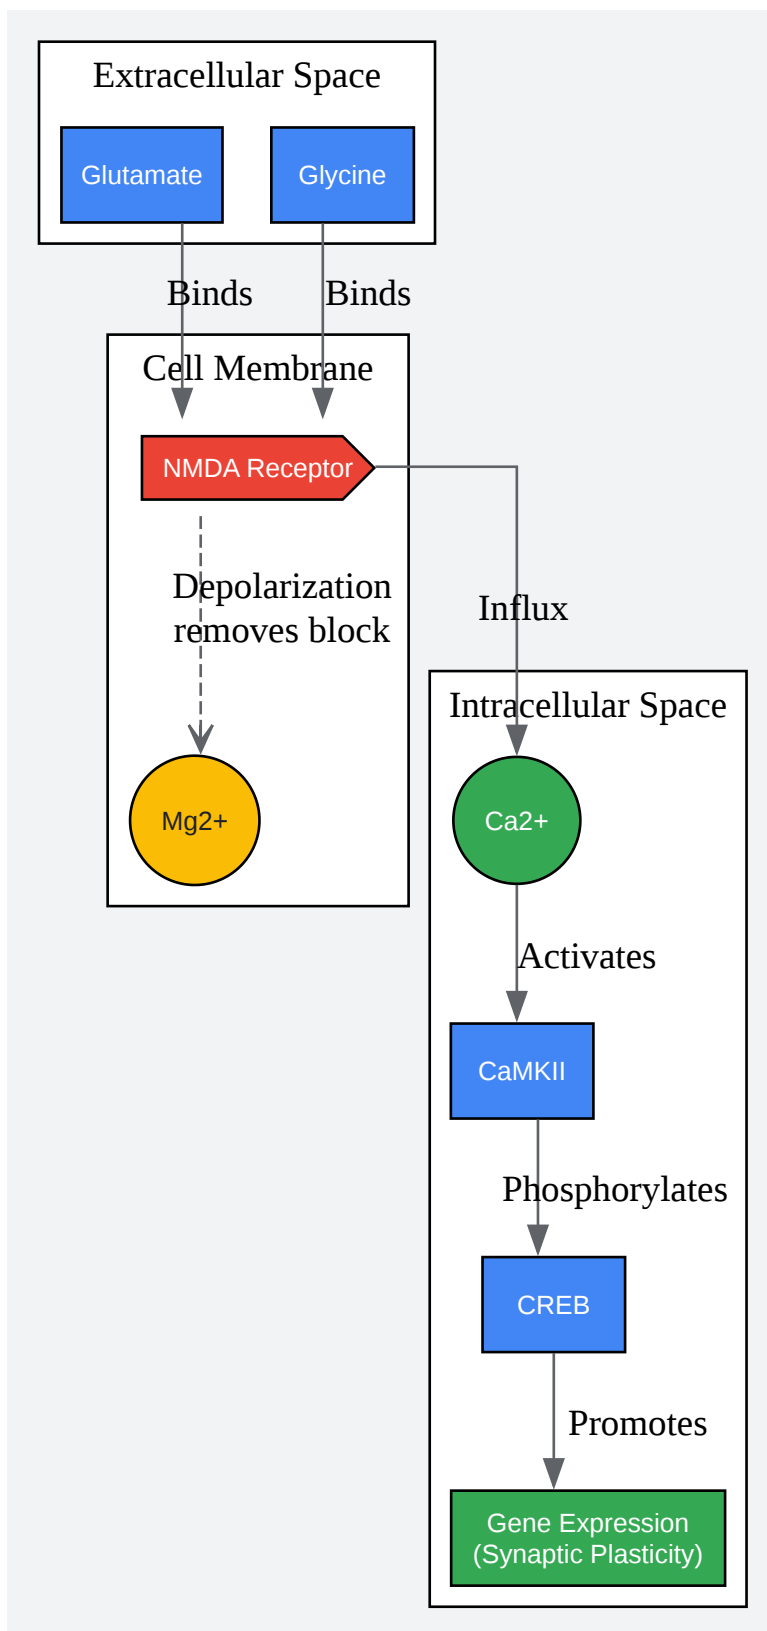 Extracellular Space
Glutamate
Glycine
Binds
Binds
Cell Membrane
NMDA Receptor
Depolarization
removes block
Influx
Intracellular Space
Mg2+
Ca2+
Activates
CaMKII
Phosphorylates
CREB
Promotes
Gene Expression
(Synaptic Plasticity)